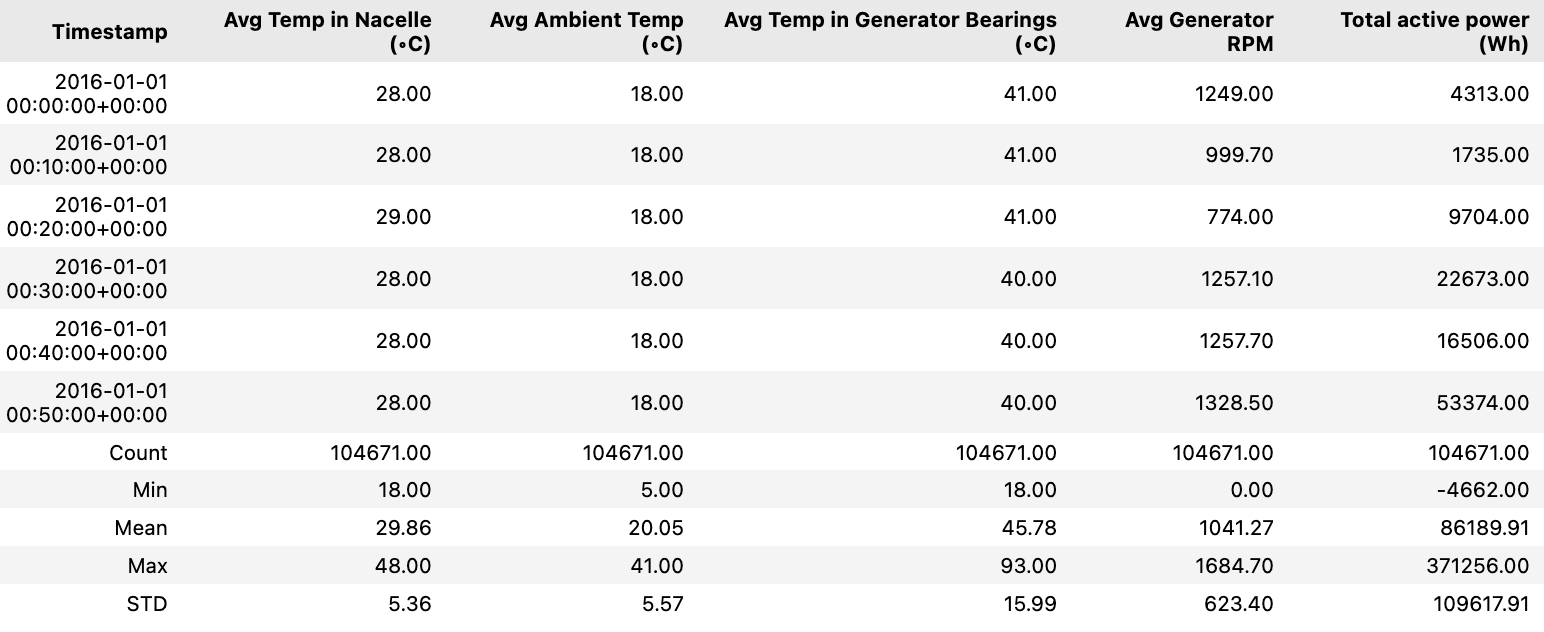 Timestamp Avg Temp in Nacelle (∘C) Avg Ambient Temp (∘C) Avg Temp in Generator Bearings (∘C) Avg Generator RPM Total active power (Wh)
2016-01-01 00:00:00+00:00 28.00 18.00 41.00 1249.00 4313.00
2016-01-01 00:10:00+00:00 28.00 18.00 41.00 999.70 1735.00
2016-01-01 00:20:00+00:00 29.00 18.00 41.00 774.00 9704.00
2016-01-01 00:30:00+00:00 28.00 18.00 40.00 1257.10 22673.00
2016-01-01 00:40:00+00:00 28.00 18.00 40.00 1257.70 16506.00
2016-01-01 00:50:00+00:00 28.00 18.00 40.00 1328.50 53374.00
Count 104671.00 104671.00 104671.00 104671.00 104671.00
Min 18.00 5.00 18.00 0.00 -4662.00
Mean 29.86 20.05 45.78 1041.27 86189.91
Max 48.00 41.00 93.00 1684.70 371256.00
STD 5.36 5.57 15.99 623.40 109617.91